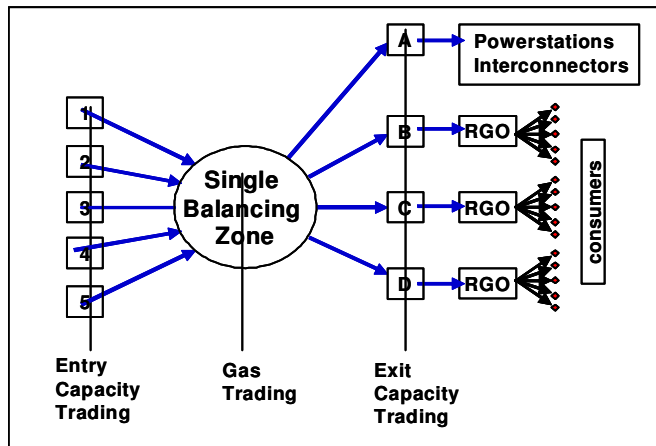 A
Powerstations
Interconnectors
1
2
3
4
5
Single
Balancing
Zone
B
RGO
C
RGO
D
RGO
consumers
Entry
Capacity
Trading
Gas
Trading
Exit
Capacity
Trading